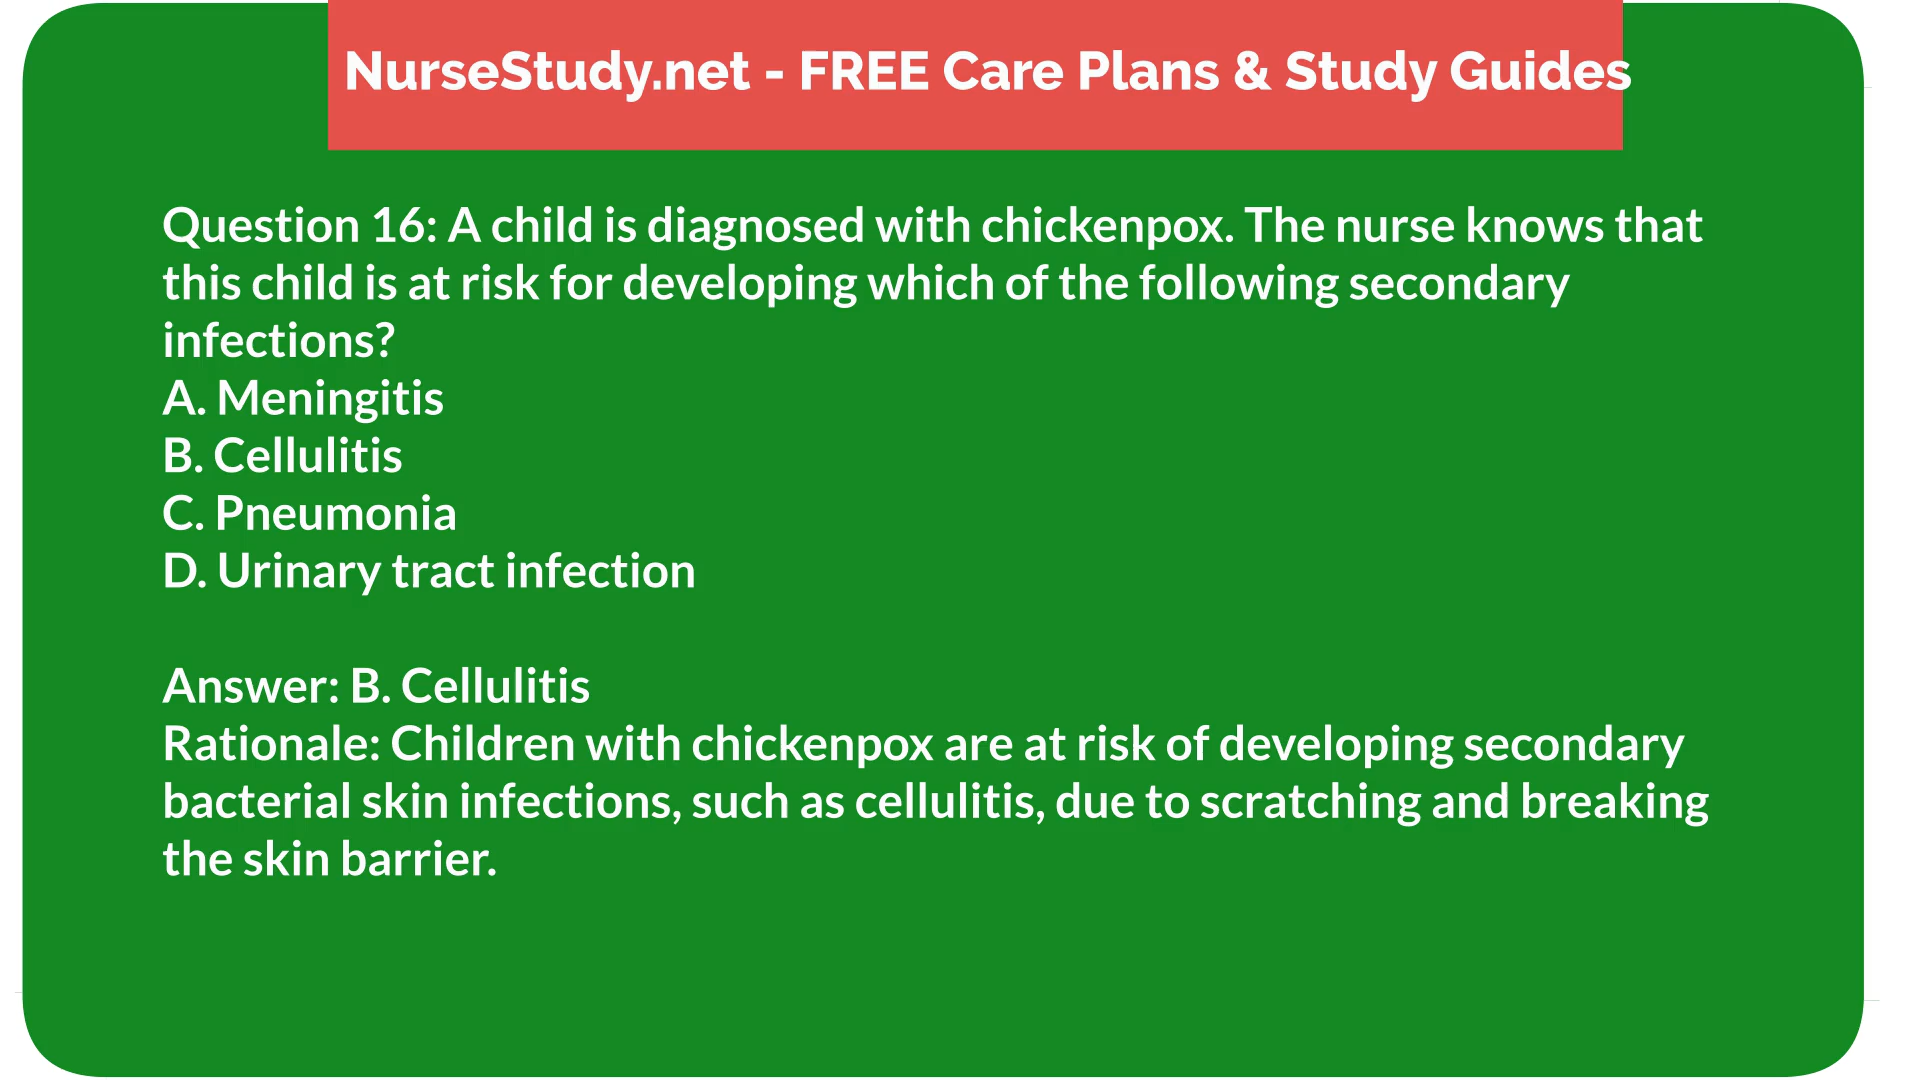 NurseStudy.net - FREE Care Plans & Study Guides
Question 16: A child is diagnosed with chickenpox. The nurse knows that
this child is at risk for developing which of the following secondary
infections?
A. Meningitis
B. Cellulitis
C. Pneumonia
D. Urinary tract infection
Answer: B. Cellulitis
Rationale: Children with chickenpox are at risk of developing secondary
bacterial skin infections, such as cellulitis, due to scratching and breaking
the skin barrier.